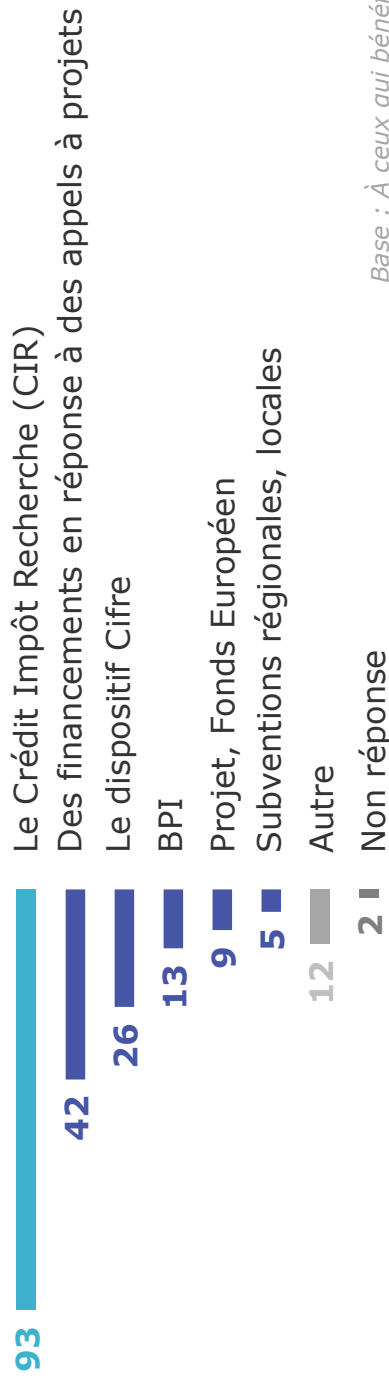 Le Crédit Impôt Recherche (CIR) 93
Des financements en réponse à des appels à projets 42
Le dispositif Cifre 26
BPI 13
Projet, Fonds Européen 9
Subventions régionales, locales 5
Autre 12
Non réponse 2
Base : À ceux qui